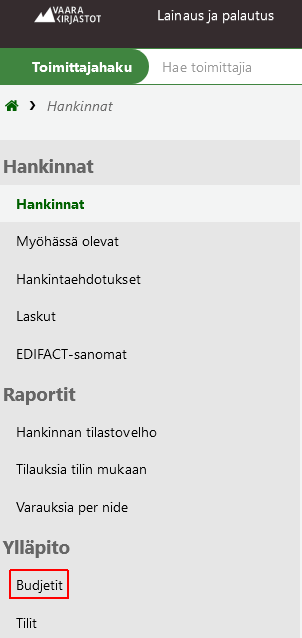 VAARA
KIRJASTOT
Lainaus ja palautus
Toimittajahaku
Hae toimittajia
Hankinnat
Hankinnat
Hankinnat
Myöhässä olevat
Hankintaehdotukset
Laskut
EDIFACT-sanomat
Raportit
Hankinnan tilastovelho
Tilauksia tilin mukaan
Varauksia per nide
Ylläpito
Budjetit
Tilit